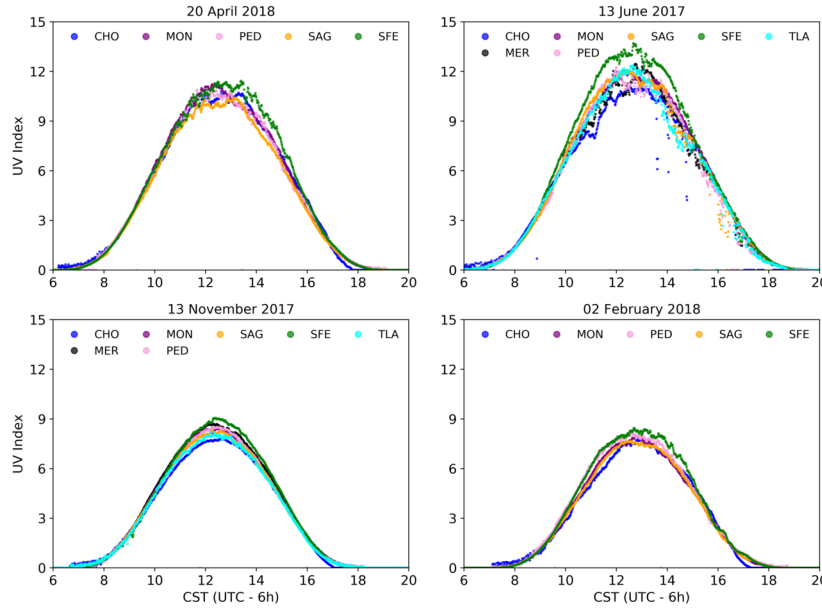 20 April 2018
CHO MON PED SAG SFE
15
12
9
6
3
0
UV Index
6 8 10 12 14 16 18 20
13 June 2017
CHO MON SAG SFE TLA
MER PED
15
12
9
6
3
0
6 8 10 12 14 16 18 20
13 November 2017
CHO MON SAG SFE TLA
MER PED
15
12
9
6
3
0
UV Index
6 8 10 12 14 16 18 20
CST (UTC - 6h)
02 February 2018
CHO MON PED SAG SFE
15
12
9
6
3
0
6 8 10 12 14 16 18 20
CST (UTC - 6h)